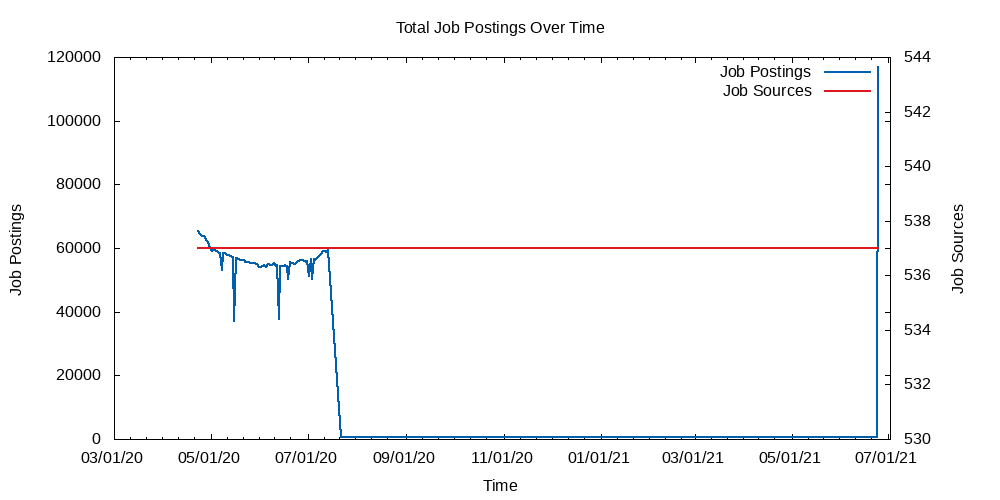 Total Job Postings Over Time
120000
100000
80000
60000
40000
20000
0
Job Postings
Job Postings
Job Sources
544
542
540
538
536
534
532
530
Job Sources
03/01/20 05/01/20 07/01/20 09/01/20 11/01/20 01/01/21 03/01/21 05/01/21 07/01/21
Time